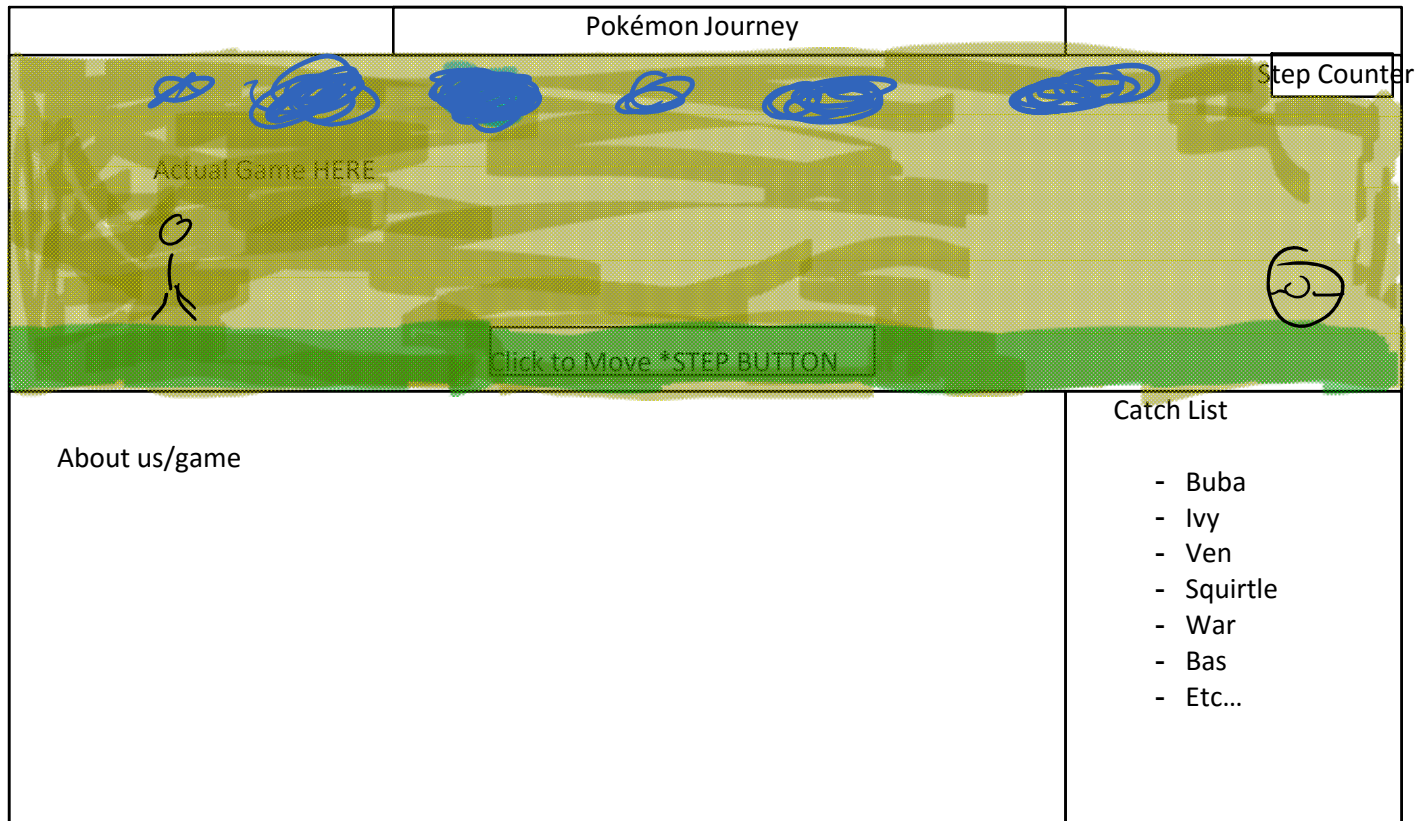 Pokémon Journey
Step Counter
Actual Game HERE
Click to Move *STEP BUTTON
About us/game
Catch List
- Buba
- Ivy
- Ven
- Squirtle
- War
- Bas
- Etc…